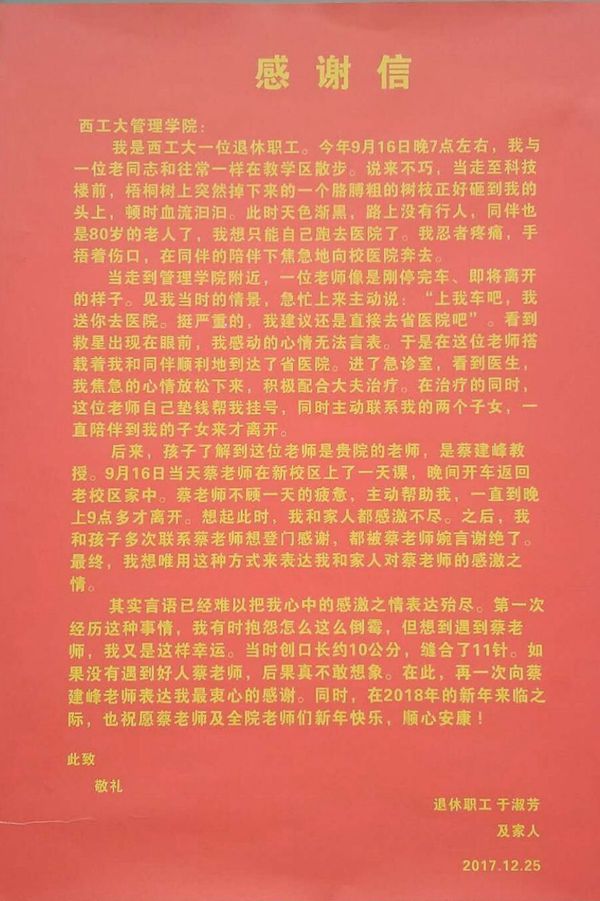 感谢信
西工大管理学院：
我是西工大一位退休职工。今年9月16日晚7点左右，我与
一位老同志和往常一样在教学区散步。说来不巧，当走至科技
楼前，梧桐树上突然掉下来的一个胳膊粗的树枝正好砸到我的
头上，顿时血流汩汩。此时天色渐黑，路上没有行人，同伴也
是80岁的老人了，我想只能自己跑去医院了。我忍者疼痛，手
捂着伤口，在同伴的陪伴下焦急地向校医院奔去。
当走到管理学院附近，一位老师像是刚停完车、即将离开
的样子。见我当时的情景，急忙上来主动说：“上我车吧，我
送你去医院。挺严重的，我建议还是直接去省医院吧”。看到
救星出现在眼前，我感动的心情无法言表。于是在这位老师搭
载着我和同伴顺利地到达了省医院。进了急诊室，看到医生，
我焦急的心情放松下来，积极配合大夫治疗。在治疗的同时，
这位老师自己垫钱帮我挂号，同时主动联系我的两个子女，一
直陪伴到我的子女来才离开。
后来，孩子了解到这位老师是贵院的老师，是蔡建峰教
授。9月16日当天蔡老师在新校区上了一天课，晚间开车返回
老校区家中。蔡老师不顾一天的疲惫，主动帮助我，一直到晚
上9点多才离开。想起此时，我和家人都感激不尽。之后，我
和孩子多次联系蔡老师想登门感谢，都被蔡老师婉言谢绝了。
最终，我想唯用这种方式来表达我和家人对蔡老师的感激之
情。
其实言语已经难以把我心中的感激之情表达殆尽。第一次
经历这种事情，我有时抱怨怎么这么倒霉，但想到遇到蔡老
师，我又是这样幸运。当时创口长约10公分，缝合了11针。如
果没有遇到好人蔡老师，后果真不敢想象。在此，再一次向蔡
建峰老师表达我最衷心的感谢。同时，在2018年的新年来临之
际，也祝愿蔡老师及全院老师们新年快乐，顺心安康！
此致
敬礼
退休职工 于淑芳
及家人
2017.12.25